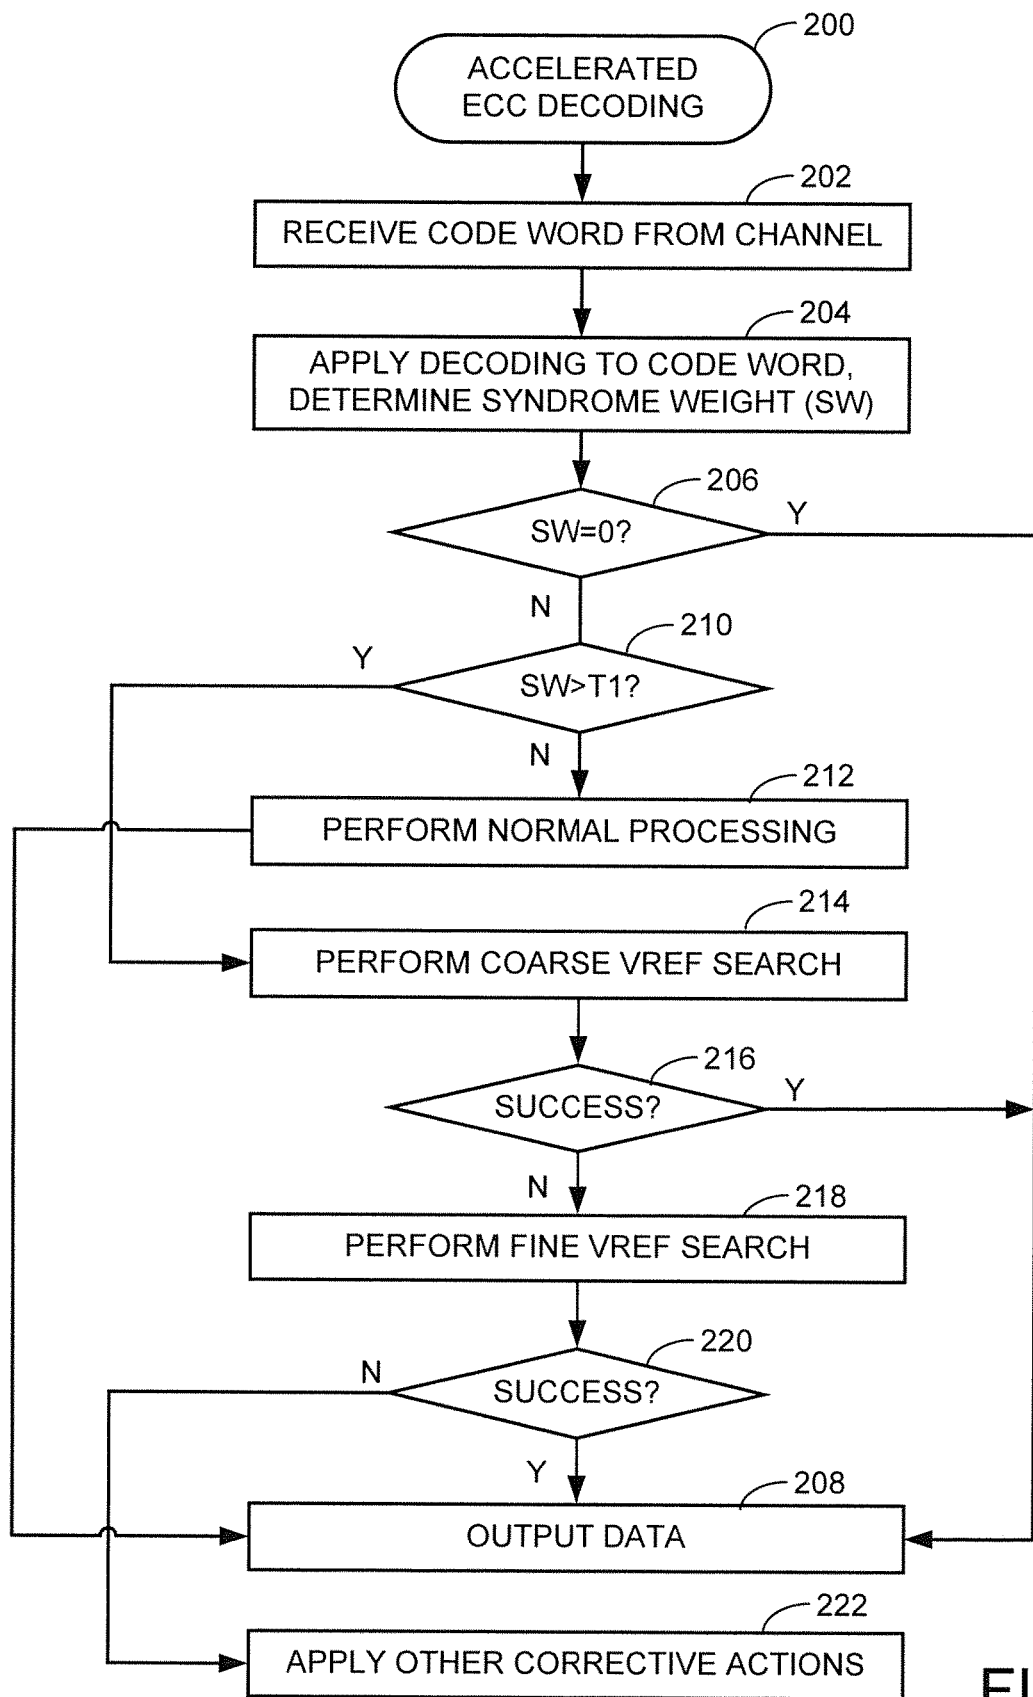 200
ACCELERATED
ECC DECODING
202
RECEIVE CODE WORD FROM CHANNEL
204
APPLY DECODING TO CODE WORD,
DETERMINE SYNDROME WEIGHT (SW)
206
SW=0?
Y
N
210
Y
SW>T1?
N
212
PERFORM NORMAL PROCESSING
214
PERFORM COARSE VREF SEARCH
216
SUCCESS?
Y
N
218
PERFORM FINE VREF SEARCH
220
N
SUCCESS?
Y
208
OUTPUT DATA
222
APPLY OTHER CORRECTIVE ACTIONS